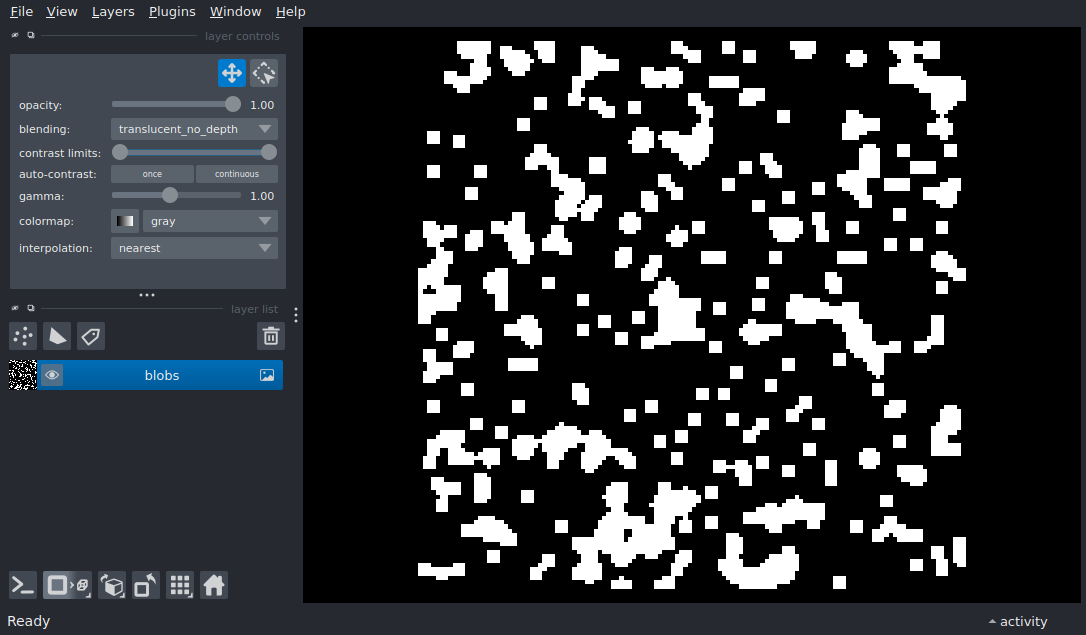 File View Layers Plugins Window Help
layer controls
opacity: 1.00
blending: translucent_no_depth
contrast limits:
auto-contrast: once continuous
gamma: 1.00
colormap: gray
interpolation: nearest
layer list
blobs
Ready activity